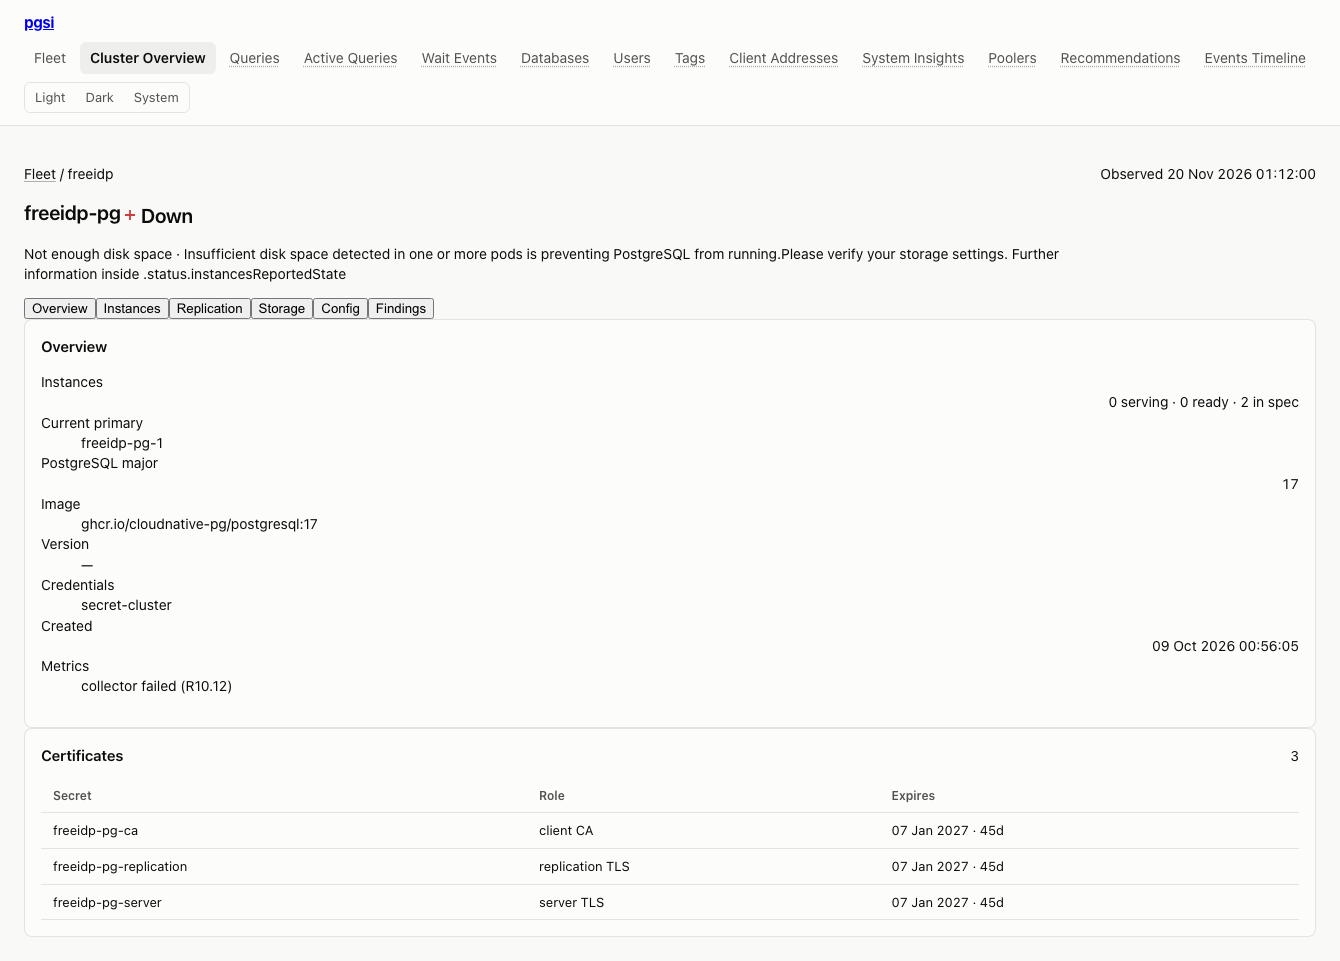 pgsi
Fleet Cluster Overview Queries Active Queries Wait Events Databases Users Tags Client Addresses System Insights Poolers Recommendations Events Timeline
Light Dark System
Fleet / freeidp Observed 20 Nov 2026 01:12:00
freeidp-pg + Down
Not enough disk space · Insufficient disk space detected in one or more pods is preventing PostgreSQL from running.Please verify your storage settings. Further
information inside .status.instancesReportedState
Overview Instances Replication Storage Config Findings
Overview
Instances
0 serving · 0 ready · 2 in spec
Current primary
freeidp-pg-1
PostgreSQL major
17
Image
ghcr.io/cloudnative-pg/postgresql:17
Version
—
Credentials
secret-cluster
Created
09 Oct 2026 00:56:05
Metrics
collector failed (R10.12)
Certificates 3
Secret Role Expires
freeidp-pg-ca client CA 07 Jan 2027 · 45d
freeidp-pg-replication replication TLS 07 Jan 2027 · 45d
freeidp-pg-server server TLS 07 Jan 2027 · 45d